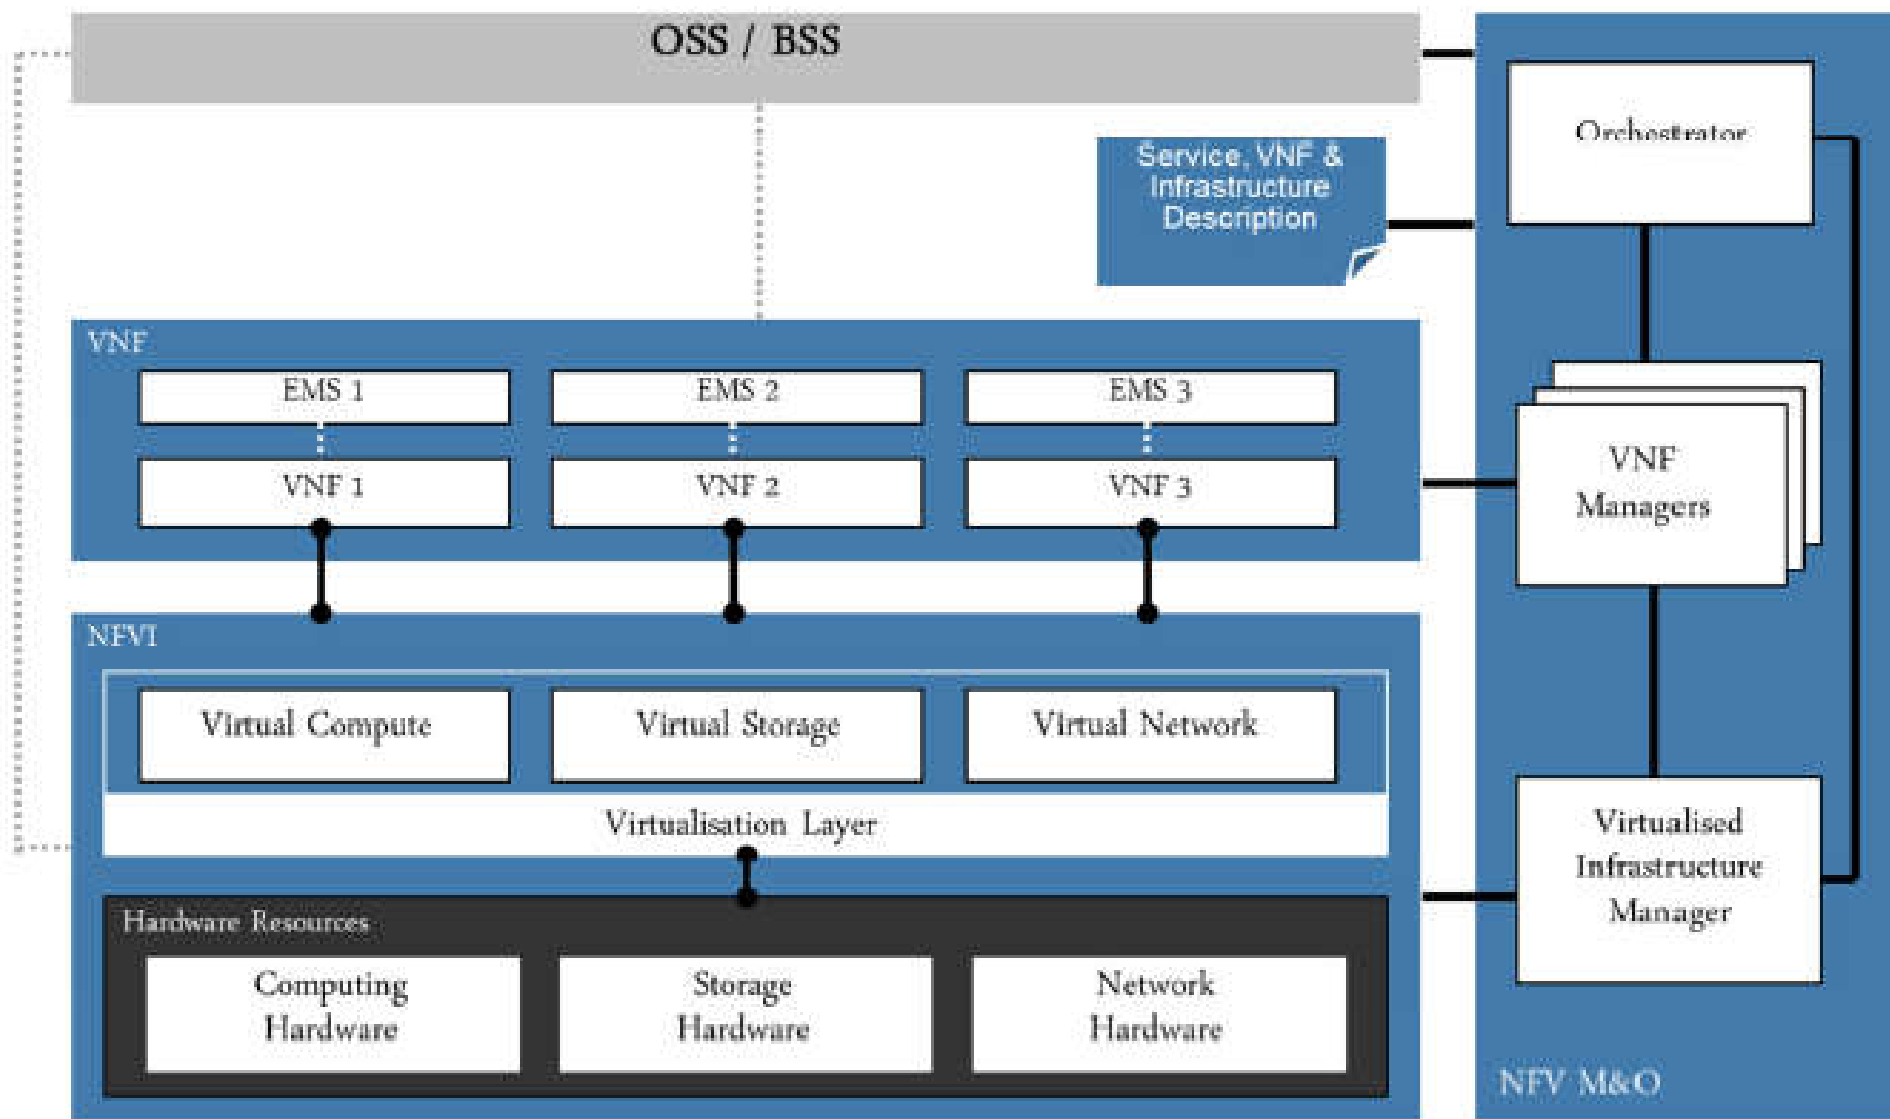 OSS / BSS
Orchestrator
Service, VNF &
Infrastructure
Description
VNF
EMS 1
EMS 2
EMS 3
VNF 1
VNF 2
VNF 3
VNF
Managers
NFVI
Virtual Compute
Virtual Storage
Virtual Network
Virtualisation Layer
Virtualised
Infrastructure
Manager
Hardware Resources
Computing
Hardware
Storage
Hardware
Network
Hardware
NFV M&O